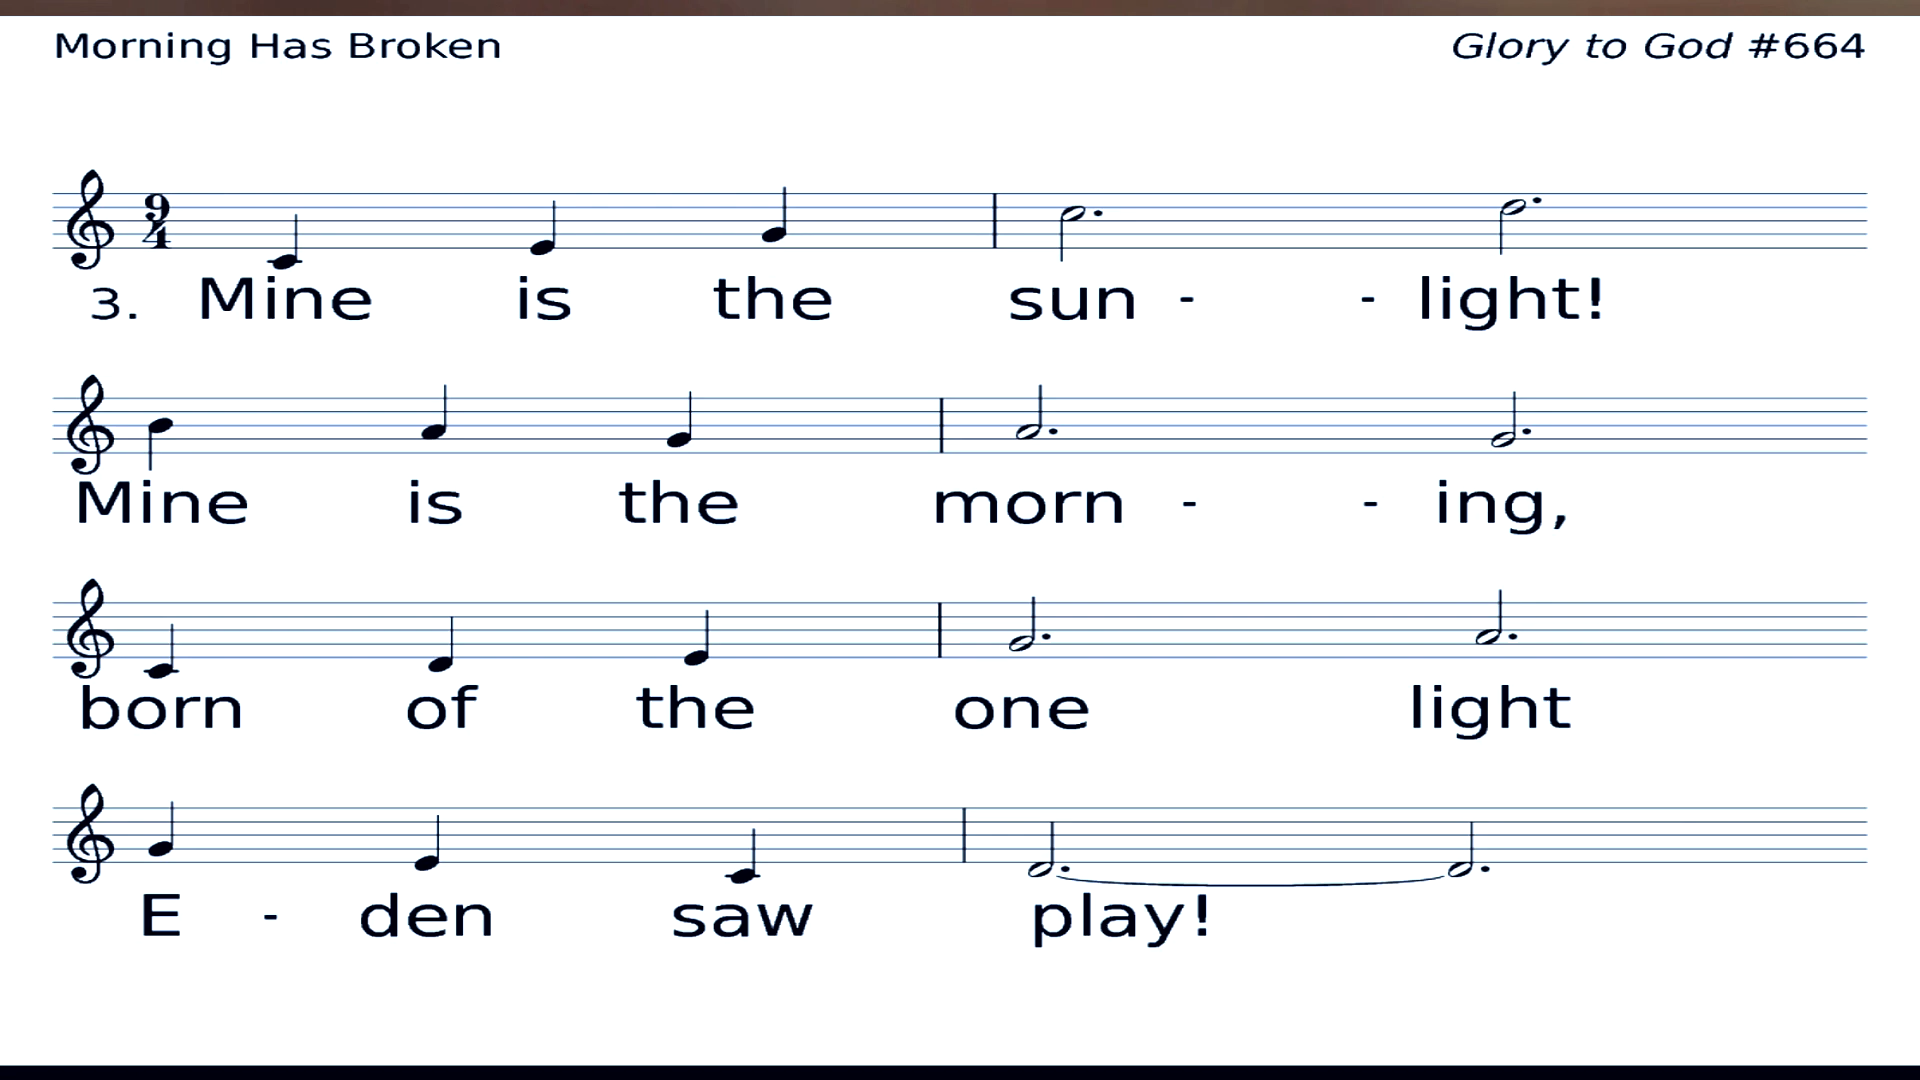 Morning Has Broken
Glory to God #664
9
4
3. Mine is the sun - - light!
Mine is the morn - - ing,
born of the one light
E - den saw play!